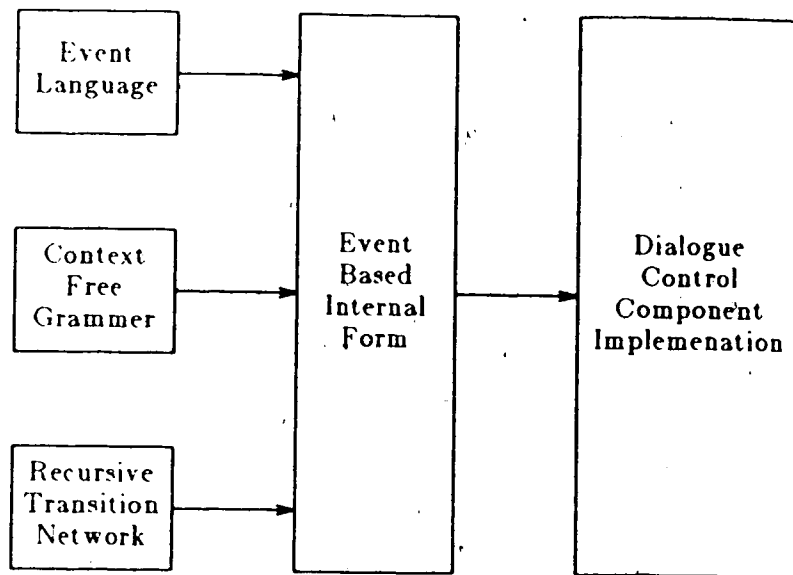 Event
Language
Context
Free
Grammer
Recursive
Transition
Network
Event
Based
Internal
Form
Dialogue
Control
Component
Implemenation